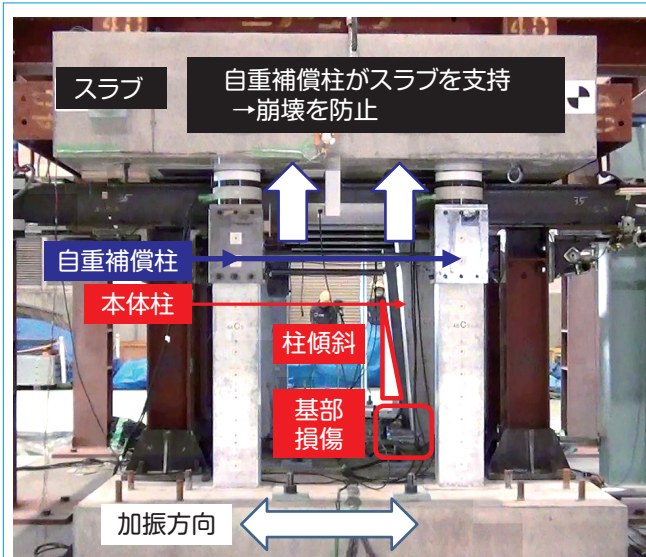 スラブ
自重補償柱がスラブを支持
→崩壊を防止
自重補償柱
本体柱
柱傾斜
基部
損傷
加振方向
35